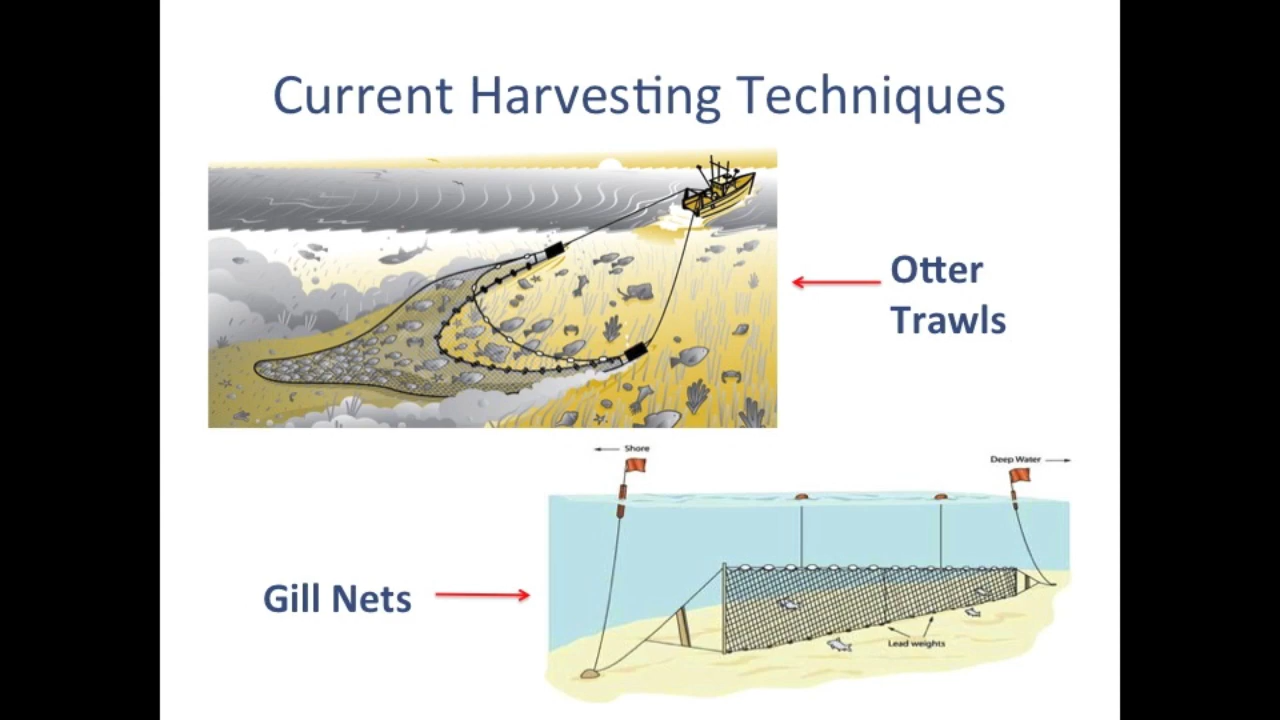 Current Harvesting Techniques
Otter
Trawls
Shore
Deep Water
Gill Nets
Lead weights